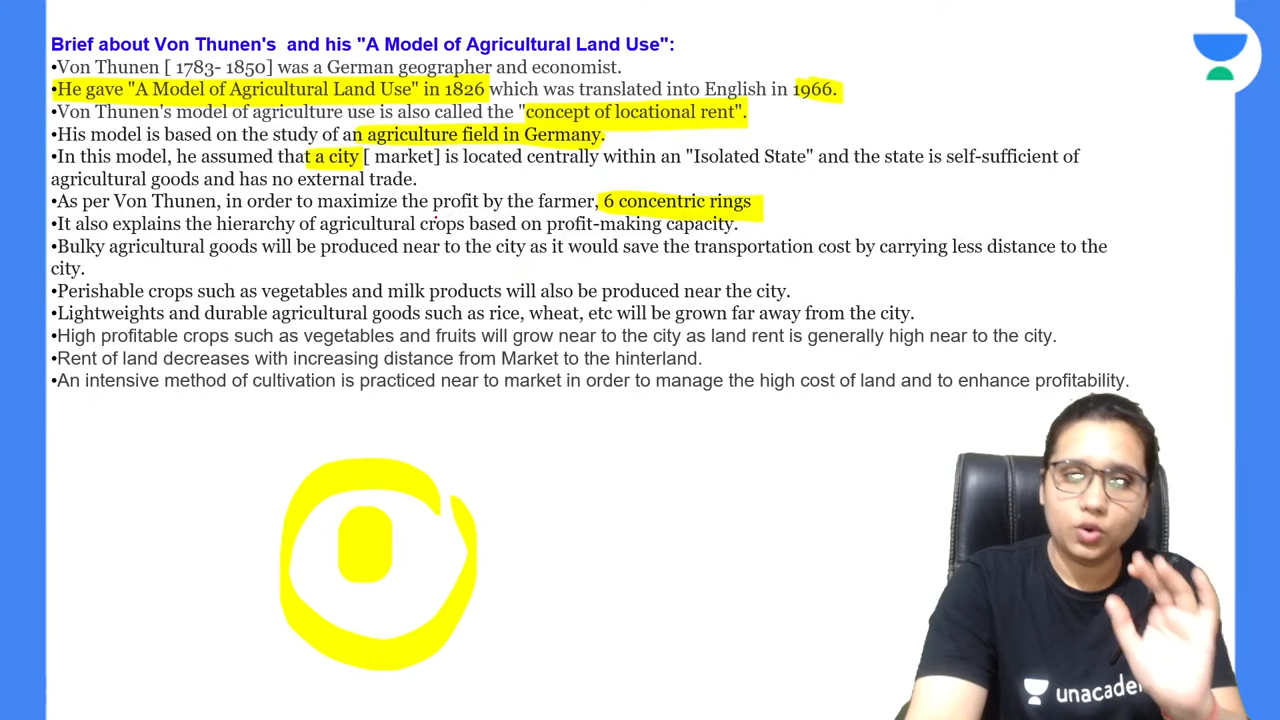 Brief about Von Thunen's and his "A Model of Agricultural Land Use":
•Von Thunen [ 1783- 1850] was a German geographer and economist.
•He gave "A Model of Agricultural Land Use" in 1826 which was translated into English in 1966.
•Von Thunen's model of agriculture use is also called the "concept of locational rent".
•His model is based on the study of an agriculture field in Germany.
•In this model, he assumed that a city [ market] is located centrally within an "Isolated State" and the state is self-sufficient of
agricultural goods and has no external trade.
•As per Von Thunen, in order to maximize the profit by the farmer, 6 concentric rings
•It also explains the hierarchy of agricultural crops based on profit-making capacity.
•Bulky agricultural goods will be produced near to the city as it would save the transportation cost by carrying less distance to the
city.
•Perishable crops such as vegetables and milk products will also be produced near the city.
•Lightweights and durable agricultural goods such as rice, wheat, etc will be grown far away from the city.
•High profitable crops such as vegetables and fruits will grow near to the city as land rent is generally high near to the city.
•Rent of land decreases with increasing distance from Market to the hinterland.
•An intensive method of cultivation is practiced near to market in order to manage the high cost of land and to enhance profitability.
unacade